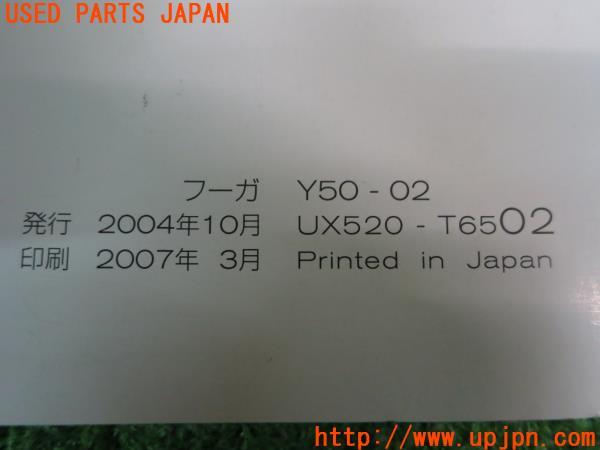 USED PARTS JAPAN
フーガ Y50 - 02
発行 2004年10月 UX520 - T6502
印刷 2007年 3月 Printed in Japan
http://www.upjpn.com/